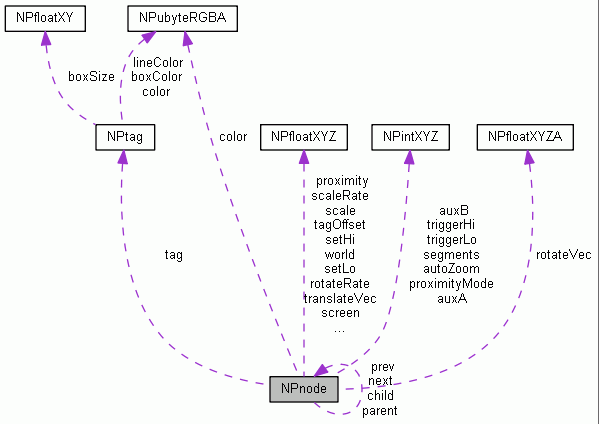 NPfloatXY
NPubyteRGBA
boxSize
lineColor
boxColor
color
NPtag
color
NPfloatXYZ
NPintXYZ
NPfloatXYZA
tag
proximity
scaleRate
scale
tagOffset
setHi
world
setLo
rotateRate
translateVec
screen
...
auxB
triggerHi
triggerLo
segments
autoZoom
proximityMode
auxA
rotateVec
NPnode
prev
next
child
parent